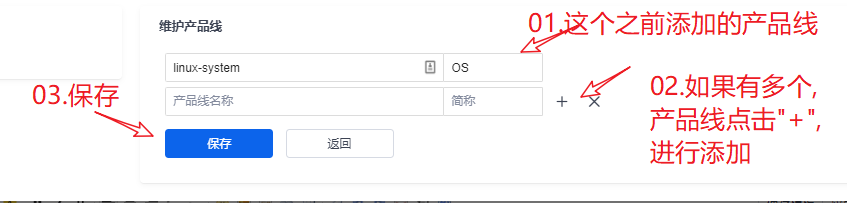 维护产品线
01.这个之前添加的产品线
linux-system
OS
03.保存
产品线名称
简称
02.如果有多个,
产品线点击"+",
进行添加
保存
返回